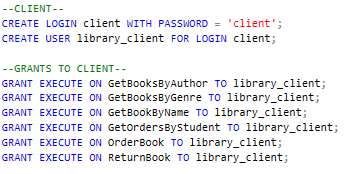 --CLIENT--
CREATE LOGIN client WITH PASSWORD = 'client';
CREATE USER library_client FOR LOGIN client;

--GRANTS TO CLIENT--
GRANT EXECUTE ON GetBooksByAuthor TO library_client;
GRANT EXECUTE ON GetBooksByGenre TO library_client;
GRANT EXECUTE ON GetBookByName TO library_client;
GRANT EXECUTE ON GetOrdersByStudent TO library_client;
GRANT EXECUTE ON OrderBook TO library_client;
GRANT EXECUTE ON ReturnBook TO library_client;